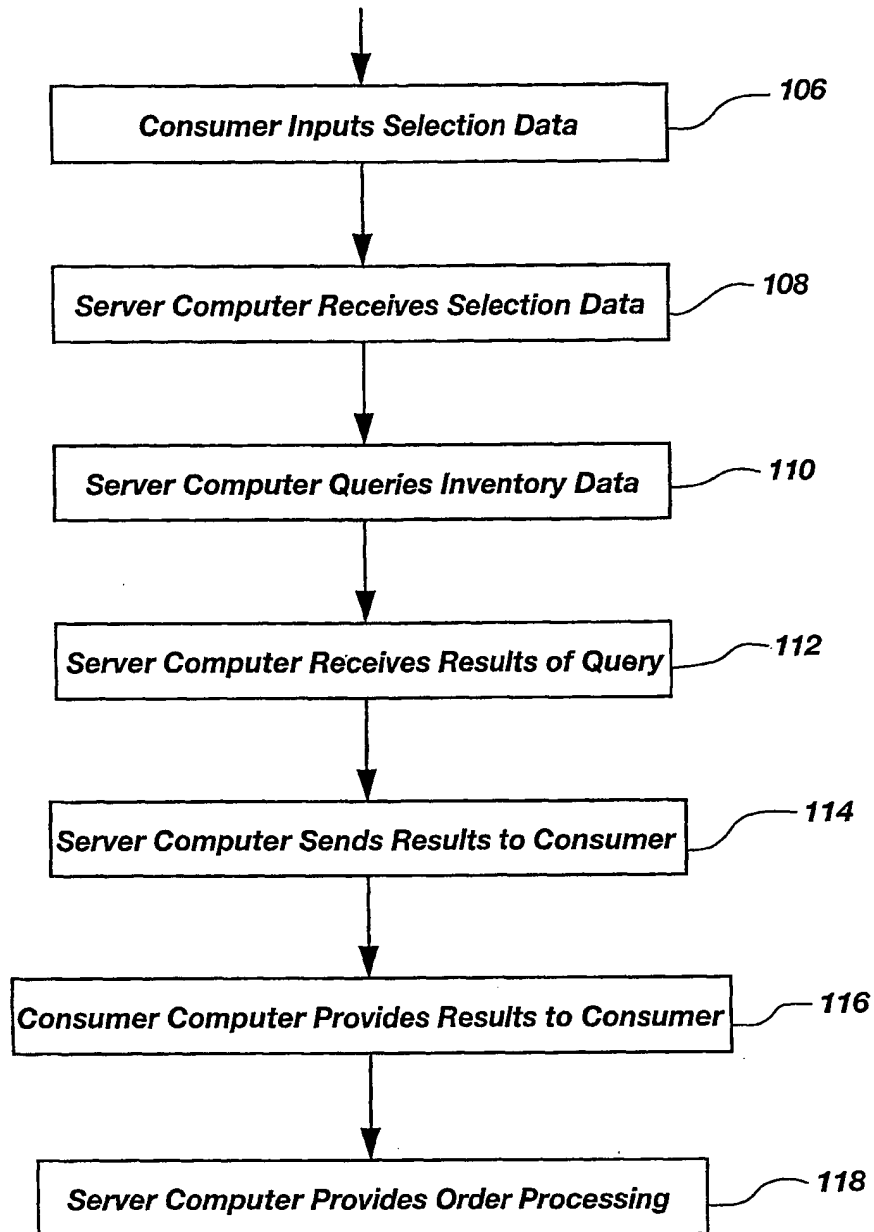 Consumer Inputs Selection Data
106
Server Computer Receives Selection Data
108
Server Computer Queries Inventory Data
110
Server Computer Receives Results of Query
112
Server Computer Sends Results to Consumer
114
Consumer Computer Provides Results to Consumer
116
Server Computer Provides Order Processing
118